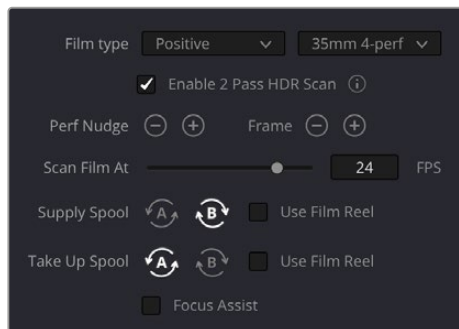 Film type Positive 35mm 4-perf
Enable 2 Pass HDR Scan
Perf Nudge Frame
Scan Film At 24 FPS
Supply Spool A B Use Film Reel
Take Up Spool A B Use Film Reel
Focus Assist